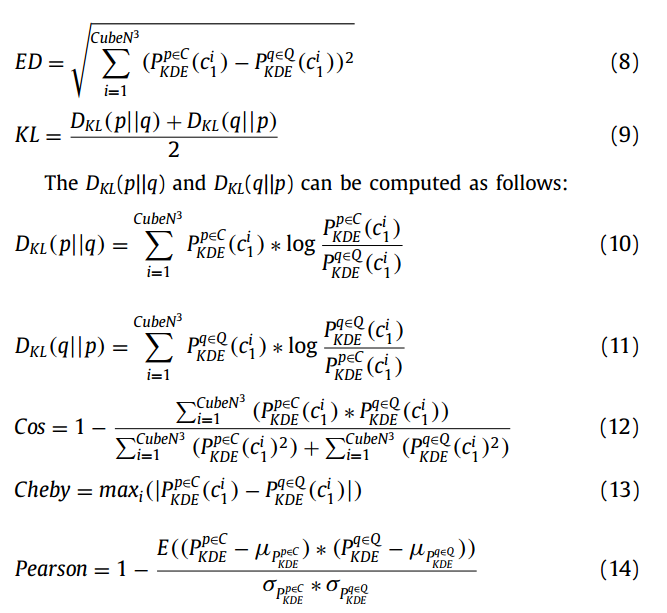 ED = \sqrt{\sum_{i=1}^{CubeN^3} (P_{KDE}^{p∈C}(c_1^i) − P_{KDE}^{q∈Q}(c_1^i))^2} (8)
KL = \frac{D_{KL}(p||q) + D_{KL}(q||p)}{2} (9)
The D_{KL}(p||q) and D_{KL}(q||p) can be computed as follows:
D_{KL}(p||q) = \sum_{i=1}^{CubeN^3} P_{KDE}^{p∈C}(c_1^i) ∗ log \frac{P_{KDE}^{p∈C}(c_1^i)}{P_{KDE}^{q∈Q}(c_1^i)} (10)
D_{KL}(q||p) = \sum_{i=1}^{CubeN^3} P_{KDE}^{q∈Q}(c_1^i) ∗ log \frac{P_{KDE}^{q∈Q}(c_1^i)}{P_{KDE}^{p∈C}(c_1^i)} (11)
Cos = 1 − \frac{\sum_{i=1}^{CubeN^3} (P_{KDE}^{p∈C}(c_1^i) ∗ P_{KDE}^{q∈Q}(c_1^i))}{\sum_{i=1}^{CubeN^3} (P_{KDE}^{p∈C}(c_1^i)^2) + \sum_{i=1}^{CubeN^3} (P_{KDE}^{q∈Q}(c_1^i)^2)} (12)
Cheby = max_i(|P_{KDE}^{p∈C}(c_1^i) − P_{KDE}^{q∈Q}(c_1^i)|) (13)
Pearson = 1 − \frac{E((P_{KDE}^{p∈C} − μ_{P_{KDE}^{p∈C}}) ∗ (P_{KDE}^{q∈Q} − μ_{P_{KDE}^{q∈Q}}))}{σ_{P_{KDE}^{p∈C}} ∗ σ_{P_{KDE}^{q∈Q}}} (14)